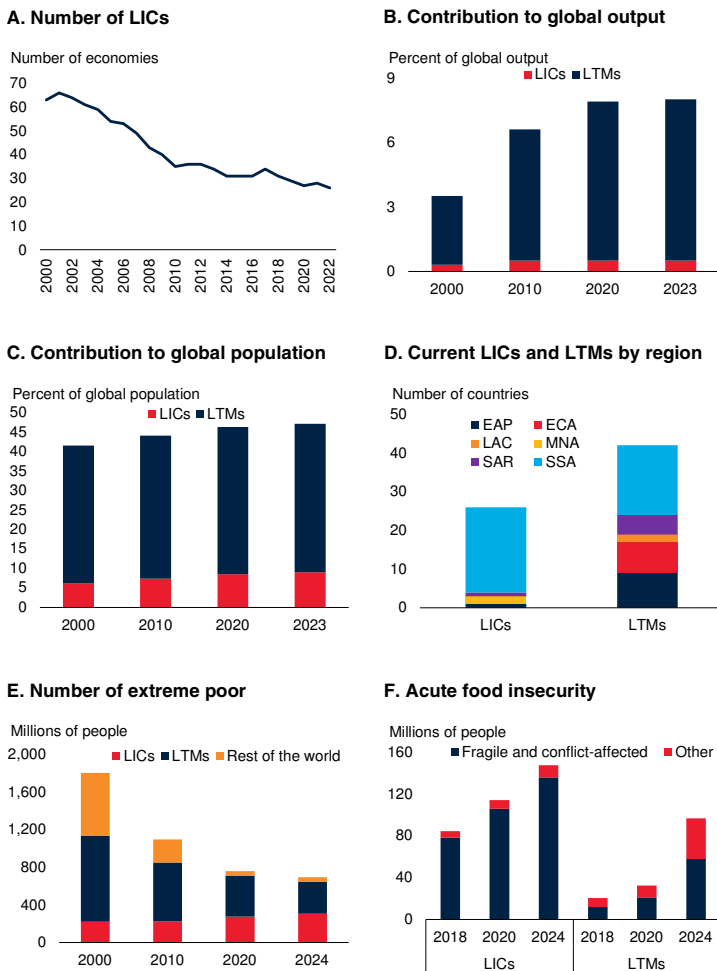 A. Number of LICs
Number of economies
70
60
50
40
30
20
10
0
2000
2002
2004
2006
2008
2010
2012
2014
2016
2018
2020
2022
B. Contribution to global output
Percent of global output
LICs LTMs
9
6
3
0
2000 2010 2020 2023
C. Contribution to global population
Percent of global population
LICs LTMs
50
45
40
35
30
25
20
15
10
5
0
2000 2010 2020 2023
D. Current LICs and LTMs by region
Number of countries
EAP ECA
LAC MNA
SAR SSA
50
40
30
20
10
0
LICs LTMs
E. Number of extreme poor
Millions of people
LICs LTMs Rest of the world
2,000
1,600
1,200
800
400
0
2000 2010 2020 2024
F. Acute food insecurity
Millions of people
Fragile and conflict-affected Other
160
120
80
40
0
2018 2020 2024 2018 2020 2024
LICs LTMs